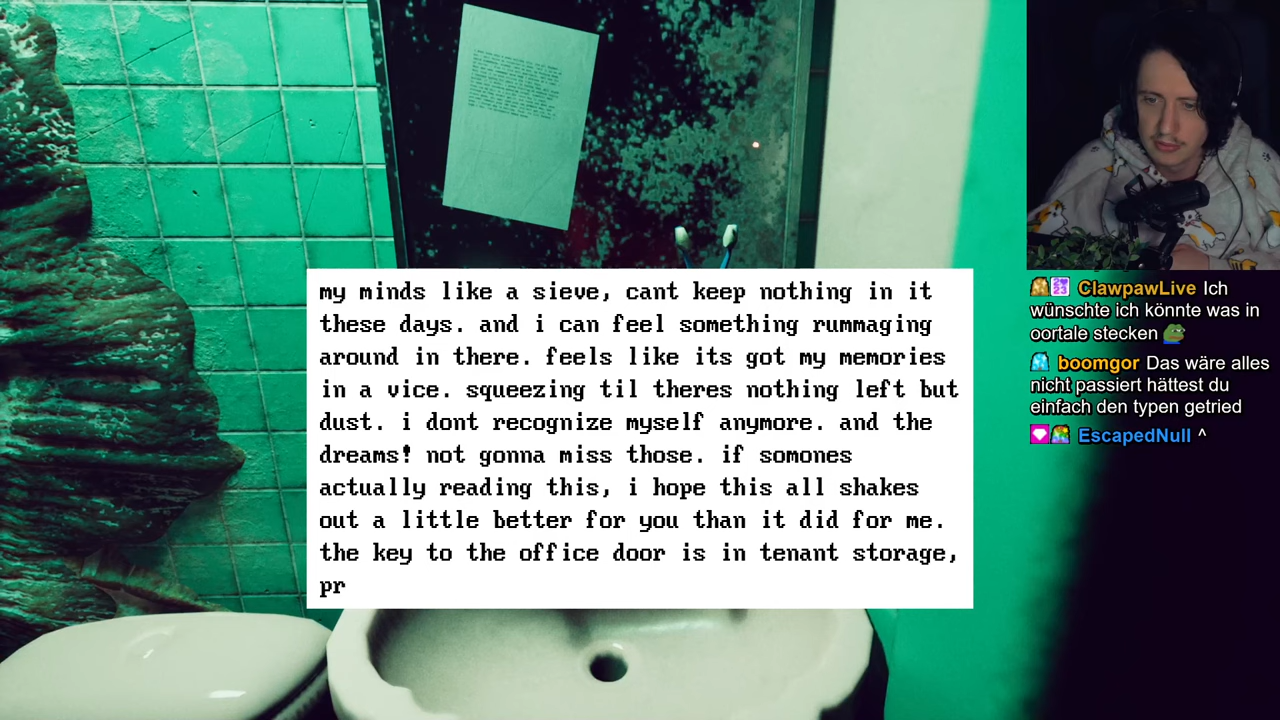 my minds like a sieve, cant keep nothing in it
these days. and i can feel something rummaging
around in there. feels like its got my memories
in a vice. squeezing til theres nothing left but
dust. i dont recognize myself anymore. and the
dreams! not gonna miss those. if somones
actually reading this, i hope this all shakes
out a little better for you than it did for me.
the key to the office door is in tenant storage,
pr
ClawpawLive Ich
wünschte ich könnte was in
oortale stecken
boomgor Das wäre alles
nicht passiert hättest du
einfach den typen getried
EscapedNull ^